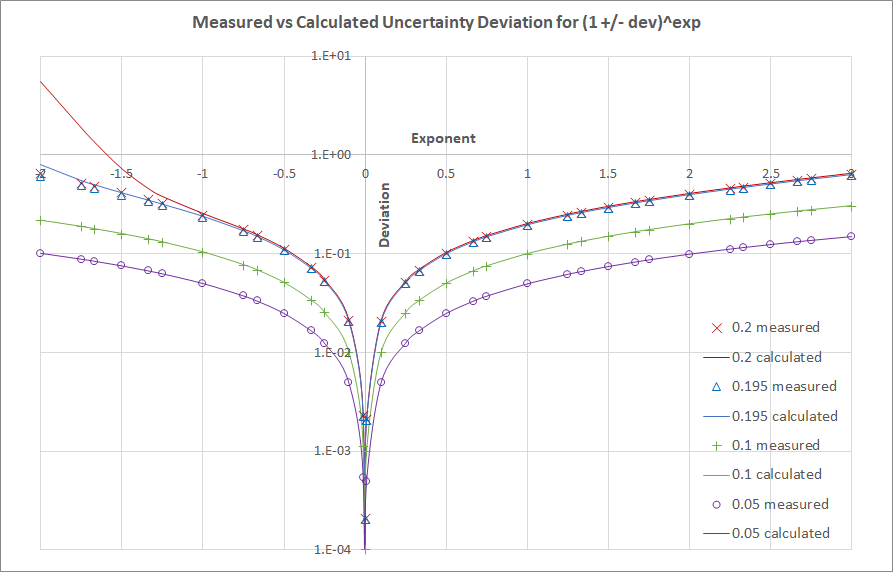 Measured vs Calculated Uncertainty Deviation for (1 +/- dev)^exp
1.E+01
Exponent
1.E+00
-2 -1.5 -1 -0.5 0 0.5 1 1.5 2 2.5 3
Deviation
1.E-01
1.E-02
1.E-03
1.E-04
0.2 measured
0.2 calculated
0.195 measured
0.195 calculated
0.1 measured
0.1 calculated
0.05 measured
0.05 calculated